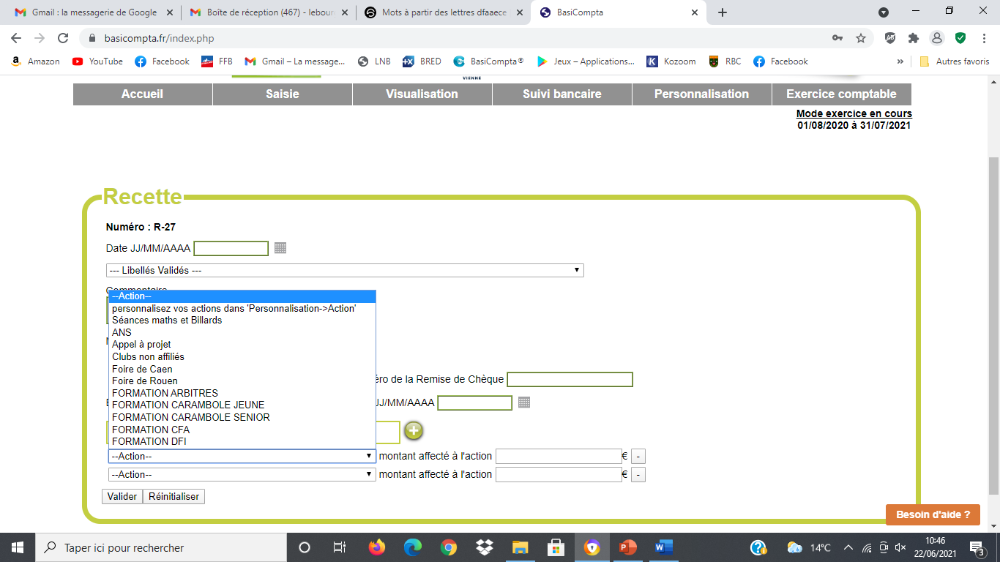 Gmail : la messagerie de Google
Boîte de réception (467) - lebour
Mots à partir des lettres dfaaece
BasiCompta
basicompta.fr/index.php
Amazon YouTube Facebook FFB Gmail – La message... LNB BRED BasiCompta® Jeux – Applications... Kozoom RBC Facebook » Autres favoris
VIENNE
Accueil Saisie Visualisation Suivi bancaire Personnalisation Exercice comptable
Mode exercice en cours
01/08/2020 à 31/07/2021
Recette
Numéro : R-27
Date JJ/MM/AAAA
--- Libellés Validés ---
Commentaire
--Action--
personnalisez vos actions dans 'Personnalisation->Action'
Séances maths et Billards
ANS
Appel à projet
Clubs non affiliés
Foire de Caen
Foire de Rouen
FORMATION ARBITRES
FORMATION CARAMBOLE JEUNE
FORMATION CARAMBOLE SENIOR
FORMATION CFA
FORMATION DFI
éro de la Remise de Chèque
JJ/MM/AAAA
--Action-- montant affecté à l'action € -
--Action-- montant affecté à l'action € -
Valider Réinitialiser
Besoin d'aide ?
Taper ici pour rechercher
14°C
10:46
22/06/2021
3